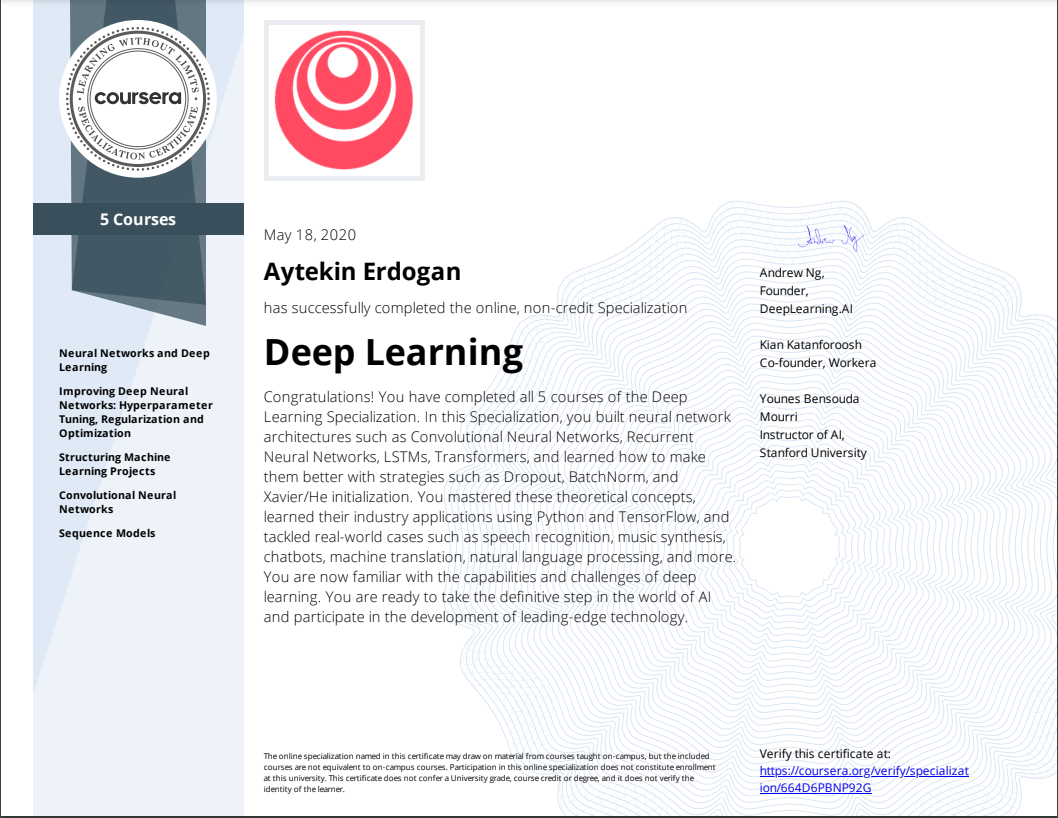 LEARNING WITHOUT LIMITS
coursera
SPECIALIZATION CERTIFICATE
5 Courses
Neural Networks and Deep
Learning
Improving Deep Neural
Networks: Hyperparameter
Tuning, Regularization and
Optimization
Structuring Machine
Learning Projects
Convolutional Neural
Networks
Sequence Models
May 18, 2020
Aytekin Erdogan
has successfully completed the online, non-credit Specialization
Deep Learning
Congratulations! You have completed all 5 courses of the Deep
Learning Specialization. In this Specialization, you built neural network
architectures such as Convolutional Neural Networks, Recurrent
Neural Networks, LSTMs, Transformers, and learned how to make
them better with strategies such as Dropout, BatchNorm, and
Xavier/He initialization. You mastered these theoretical concepts,
learned their industry applications using Python and TensorFlow, and
tackled real-world cases such as speech recognition, music synthesis,
chatbots, machine translation, natural language processing, and more.
You are now familiar with the capabilities and challenges of deep
learning. You are ready to take the definitive step in the world of AI
and participate in the development of leading-edge technology.
Andrew Ng
Andrew Ng,
Founder,
DeepLearning.AI
Kian Katanforoosh
Co-founder, Workera
Younes Bensouda
Mourri
Instructor of AI,
Stanford University
The online specialization named in this certificate may draw on material from courses taught on-campus, but the included
courses are not equivalent to on-campus courses. Participation in this online specialization does not constitute enrollment
at this university. This certificate does not confer a University grade, course credit or degree, and it does not verify the
identity of the learner.
Verify this certificate at:
https://coursera.org/verify/specializat
ion/664D6PBNP92G